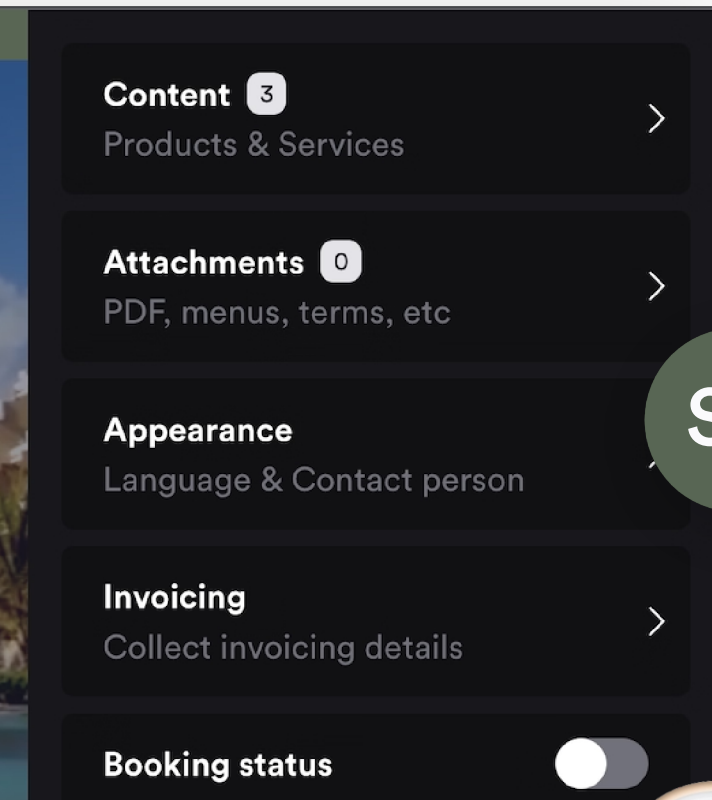 Content 3
Products & Services
Attachments 0
PDF, menus, terms, etc
Appearance
Language & Contact person
S
Invoicing
Collect invoicing details
Booking status